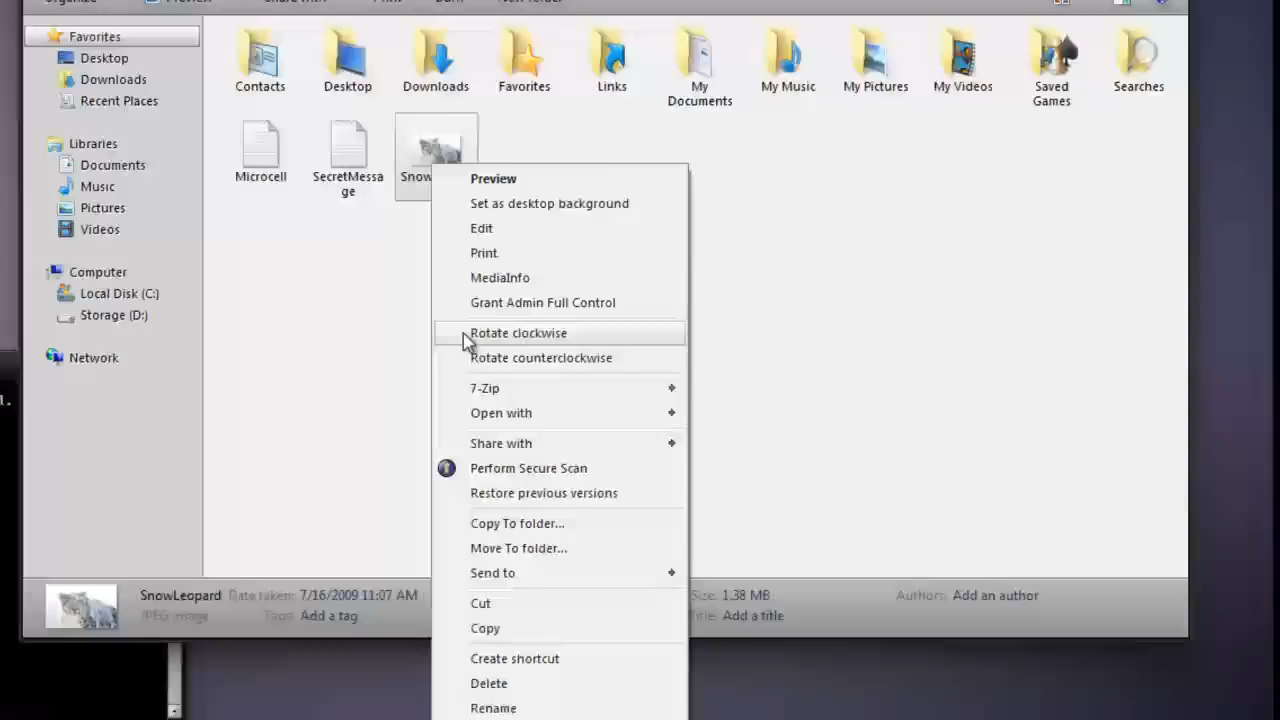 Organize Preview Share with Print Burn New folder
Favorites
Desktop
Downloads
Recent Places
Libraries
Documents
Music
Pictures
Videos
Computer
Local Disk (C:)
Storage (D:)
Network
Contacts
Desktop
Downloads
Favorites
Links
My
Documents
My Music
My Pictures
My Videos
Saved
Games
Searches
Microcell
SecretMessa
ge
Snow
Preview
Set as desktop background
Edit
Print
MediaInfo
Grant Admin Full Control
Rotate clockwise
Rotate counterclockwise
7-Zip
Open with
Share with
Perform Secure Scan
Restore previous versions
Copy To folder...
Move To folder...
Send to
Cut
Copy
Create shortcut
Delete
Rename
SnowLeopard Date taken: 7/16/2009 11:07 AM Size: 1.38 MB Authors: Add an author
JPEG image Tags: Add a tag Title: Add a title